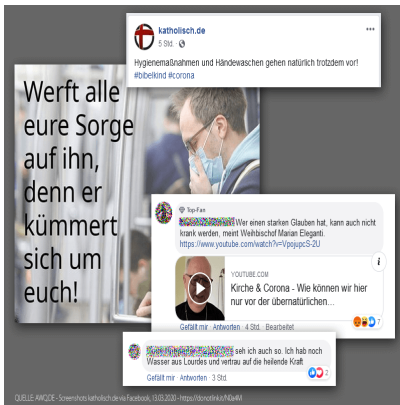 katholisch.de
5 Std.
Hygienemaßnahmen und Händewaschen gehen natürlich trotzdem vor!
#bibelkind #corona
Werft alle
eure Sorge
auf ihn,
denn er
kümmert
sich um
euch!
Top-Fan
Wer einen starken Glauben hat, kann auch nicht
krank werden, meint Weihbischof Marian Eleganti.
https://www.youtube.com/watch?v=VpojupcS-2U
YOUTUBE.COM
Kirche & Corona - Wie können wir hier
nur vor der übernatürlichen...
Gefällt mir · Antworten · 4 Std. · Bearbeitet
7
seh ich auch so. Ich hab noch
Wasser aus Lourdes und vertrau auf die heilende Kraft
Gefällt mir · Antworten · 3 Std.
2
QUELLE: AWQ.DE - Screenshots katholisch.de via Facebook, 13.03.2020 - https://donotlink.it/N0a4M